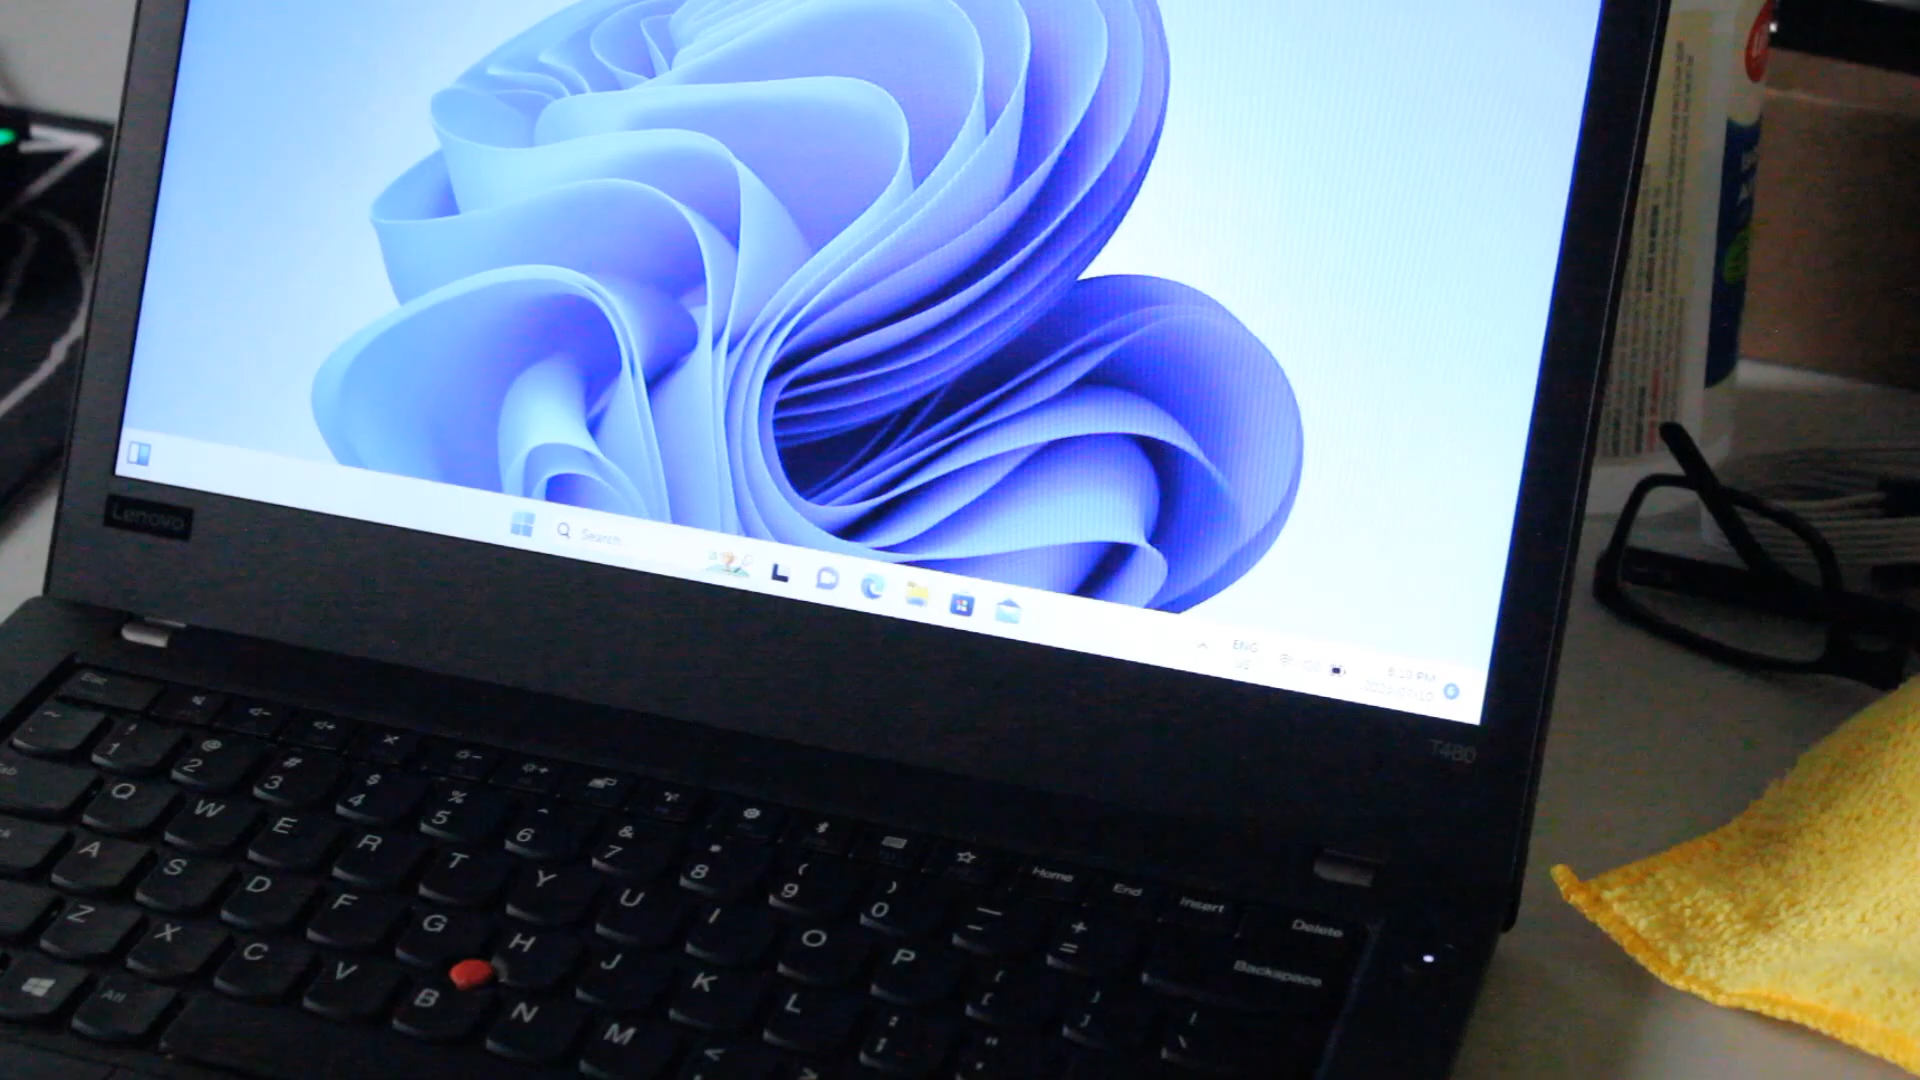 Lenovo
Search
ENG
US
T480
Esc
~
! 1
@ 2
# 3
$ 4
% 5
^ 6
& 7
* 8
( 9
) 0
— -
+ =
Home
End
Insert
Delete
Backspace
Q W E R T Y U I O P { [ } ]
A S D F G H J K L : ; "
Z X C V B N M <
Alt